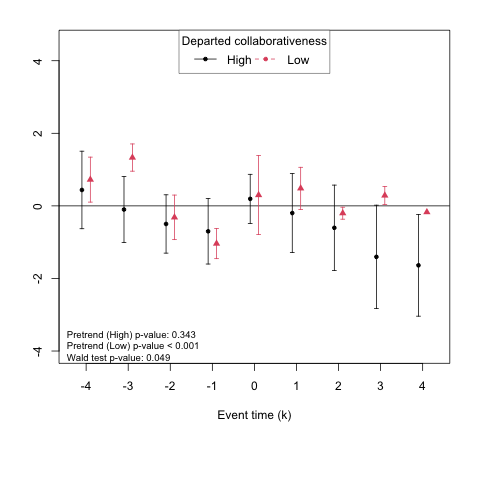 Departed collaborativeness
High Low
4
2
0
-2
-4
Pretrend (High) p-value: 0.343
Pretrend (Low) p-value < 0.001
Wald test p-value: 0.049
-4 -3 -2 -1 0 1 2 3 4
Event time (k)